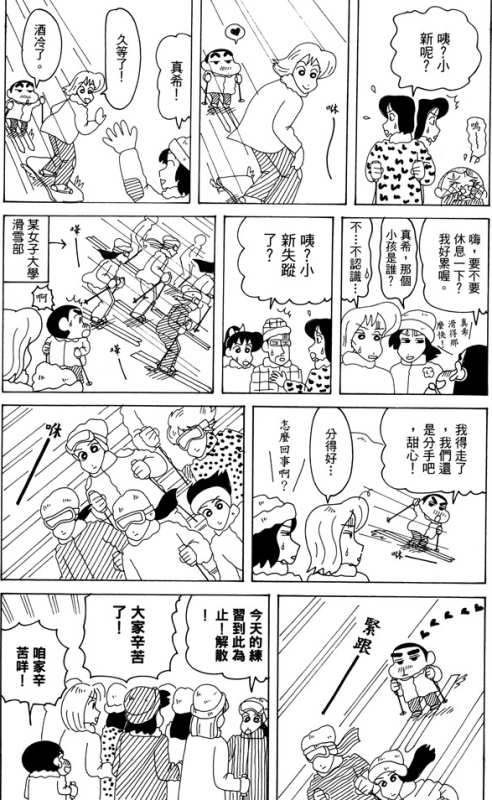 咦?小
新呢?
嗚
咻
真希!
久等了!
酒冷了。
嗨,要不要
休息一下?
我好累喔。
真希
滑得那
麼快!
真希,那個
小孩是誰?
不…不認識…
咦?小
新失蹤
了?
某女子大學
滑雪部
咻
咻
啊
我得走了
,我們還
是分手吧
,甜心!
咻
分得好…
怎麼回事啊?
咻
緊跟
今天的練
習到此為
止!解散
!
大家辛苦
了!
咱家辛
苦咩!